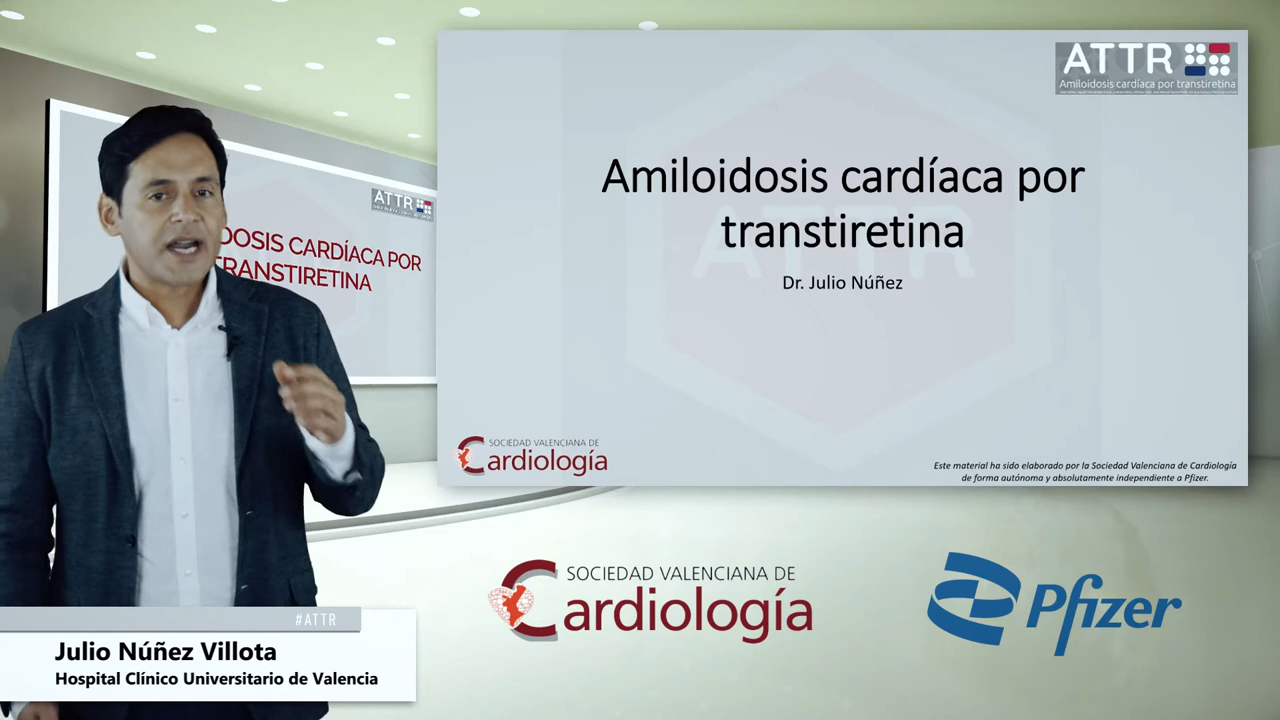 ATTR
Amiloidosis cardíaca por transtiretina
Amiloidosis cardíaca por
transtiretina
Dr. Julio Núñez
ATTR
DOSIS CARDÍACA POR
TRANSTIRETINA
ATTR
SOCIEDAD VALENCIANA DE
Cardiología
Este material ha sido elaborado por la Sociedad Valenciana de Cardiología
de forma autónoma y absolutamente independiente a Pfizer.
SOCIEDAD VALENCIANA DE
Cardiología
Pfizer
#ATTR
Julio Núñez Villota
Hospital Clínico Universitario de Valencia